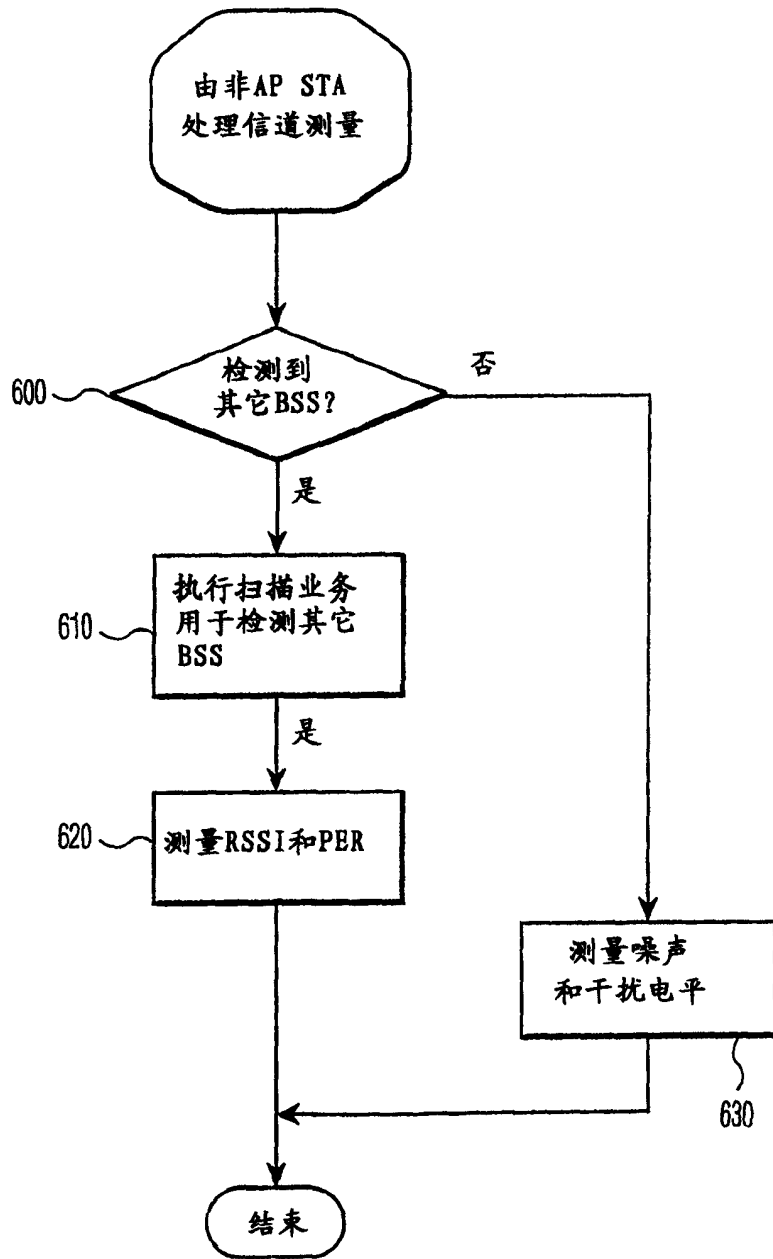 由非AP STA
处理信道测量
检测到
其它BSS?
600
否
是
执行扫描业务
用于检测其它
BSS
610
是
测量RSSI和PER
620
测量噪声
和干扰电平
630
结束